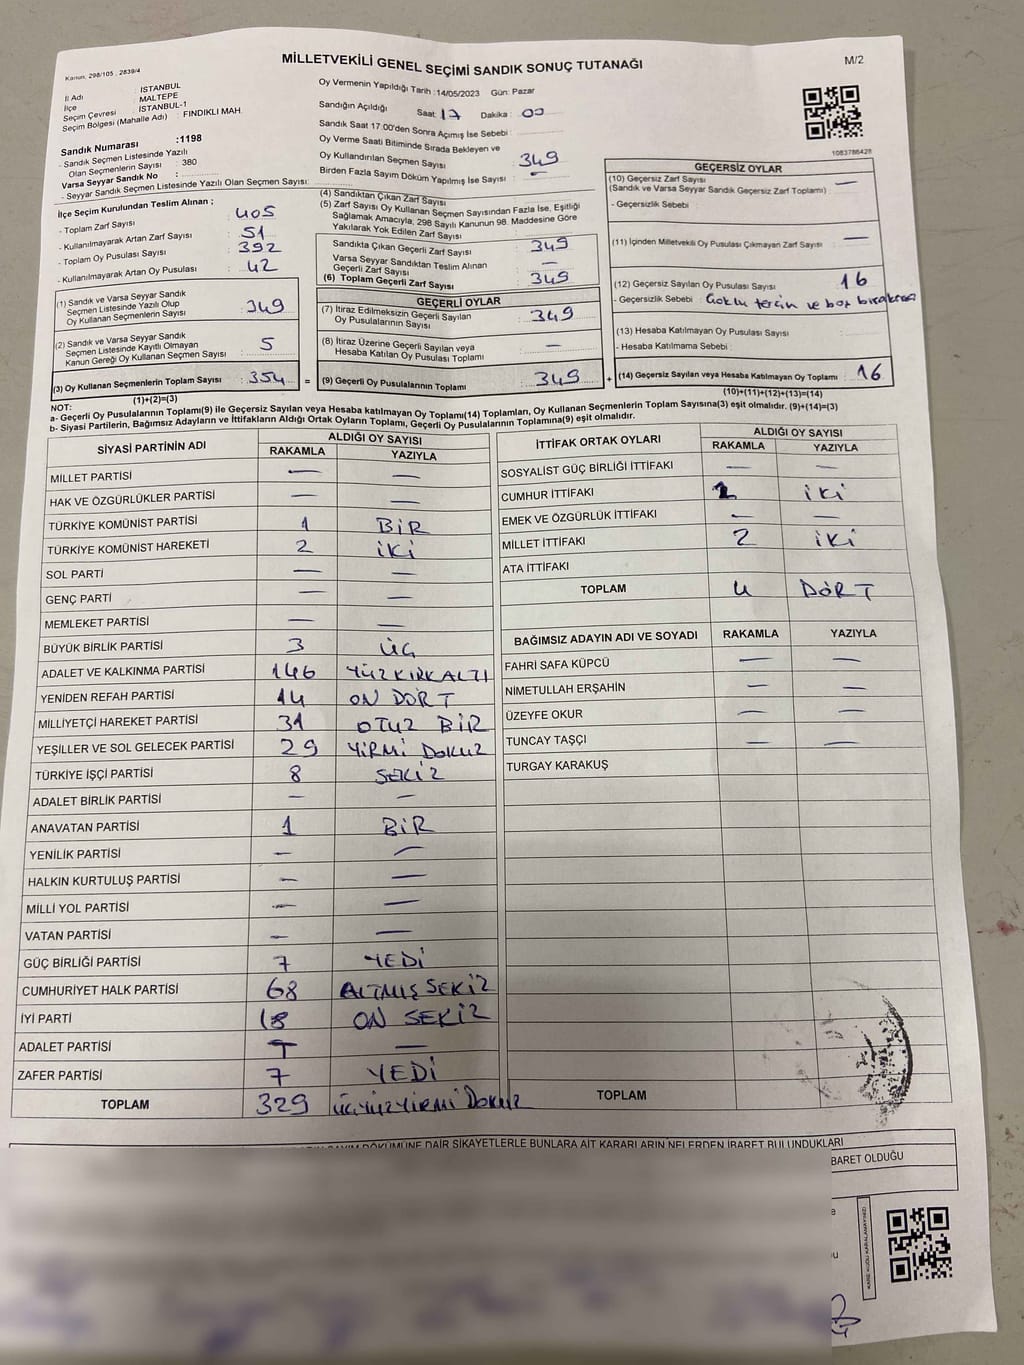 Kanun, 298/105 , 2839/4
MİLLETVEKİLİ GENEL SEÇİMİ SANDIK SONUÇ TUTANAĞI
M/2
İl Adı : İSTANBUL
İlçe : MALTEPE
Seçim Çevresi : İSTANBUL-1
Seçim Bölgesi (Mahalle Adı) : FINDIKLI MAH.
Sandık Numarası :1198
- Sandık Seçmen Listesinde Yazılı
Olan Seçmenlerin Sayısı : 380
Varsa Seyyar Sandık No :
- Seyyar Sandık Seçmen Listesinde Yazılı Olan Seçmen Sayısı:
Oy Vermenin Yapıldığı Tarih :14/05/2023 Gün: Pazar
Sandığın Açıldığı Saat: 17 Dakika : 00
Sandık Saat 17:00'den Sonra Açımış İse Sebebi :
Oy Verme Saati Bitiminde Sırada Bekleyen ve
Oy Kullandırılan Seçmen Sayısı : 349
Birden Fazla Sayım Döküm Yapılmış İse Sayısı : —
1083786428
İlçe Seçim Kurulundan Teslim Alınan ;
- Toplam Zarf Sayısı : 405
- Kullanılmayarak Artan Zarf Sayısı : 51
- Toplam Oy Pusulası Sayısı : 392
- Kullanılmayarak Artan Oy Pusulası : 42
(1) Sandık ve Varsa Seyyar Sandık
Seçmen Listesinde Yazılı Olup
Oy Kullanan Seçmenlerin Sayısı : 349
(2) Sandık ve Varsa Seyyar Sandık
Seçmen Listesinde Kayıtlı Olmayan
Kanun Gereği Oy Kullanan Seçmen Sayısı : 5
(3) Oy Kullanan Seçmenlerin Toplam Sayısı : 354 =
(1)+(2)=(3)
(4) Sandıktan Çıkan Zarf Sayısı :
(5) Zarf Sayısı Oy Kullanan Seçmen Sayısından Fazla İse, Eşitliği
Sağlamak Amacıyla, 298 Sayılı Kanunun 98. Maddesine Göre
Yakılarak Yok Edilen Zarf Sayısı :
Sandıkta Çıkan Geçerli Zarf Sayısı : 349
Varsa Seyyar Sandıktan Teslim Alınan
Geçerli Zarf Sayısı : —
(6) Toplam Geçerli Zarf Sayısı : 349
GEÇERLİ OYLAR
(7) İtiraz Edilmeksizin Geçerli Sayılan
Oy Pusulalarının Sayısı : 349
(8) İtiraz Üzerine Geçerli Sayılan veya
Hesaba Katılan Oy Pusulası Toplamı : —
(9) Geçerli Oy Pusulalarının Toplamı : 349 +
GEÇERSİZ OYLAR
(10) Geçersiz Zarf Sayısı
(Sandık ve Varsa Seyyar Sandık Geçersiz Zarf Toplamı) : —
- Geçersizlik Sebebi :
(11) İçinden Milletvekili Oy Pusulası Çıkmayan Zarf Sayısı : —
(12) Geçersiz Sayılan Oy Pusulası Sayısı : 16
- Geçersizlik Sebebi : Çoklu tercih ve boş bırakma
(13) Hesaba Katılmayan Oy Pusulası Sayısı :
- Hesaba Katılmama Sebebi :
(14) Geçersiz Sayılan veya Hesaba Katılmayan Oy Toplamı : 16
(10)+(11)+(12)+(13)=(14)
NOT:
a- Geçerli Oy Pusulalarının Toplamı(9) ile Geçersiz Sayılan veya Hesaba katılmayan Oy Toplamı(14) Toplamları, Oy Kullanan Seçmenlerin Toplam Sayısına(3) eşit olmalıdır. (9)+(14)=(3)
b- Siyasi Partilerin, Bağımsız Adayların ve İttifakların Aldığı Ortak Oyların Toplamı, Geçerli Oy Pusulalarının Toplamına(9) eşit olmalıdır.
SİYASİ PARTİNİN ADI ALDIĞI OY SAYISI
RAKAMLA YAZIYLA
MİLLET PARTİSİ — —
HAK VE ÖZGÜRLÜKLER PARTİSİ — —
TÜRKİYE KOMÜNİST PARTİSİ 1 BİR
TÜRKİYE KOMÜNİST HAREKETİ 2 İKİ
SOL PARTİ — —
GENÇ PARTİ — —
MEMLEKET PARTİSİ — —
BÜYÜK BİRLİK PARTİSİ 3 ÜÇ
ADALET VE KALKINMA PARTİSİ 146 YÜZKIRKALTI
YENİDEN REFAH PARTİSİ 14 ON DÖRT
MİLLİYETÇİ HAREKET PARTİSİ 31 OTUZ BİR
YEŞİLLER VE SOL GELECEK PARTİSİ 29 YİRMİ DOKUZ
TÜRKİYE İŞÇİ PARTİSİ 8 SEKİZ
ADALET BİRLİK PARTİSİ — —
ANAVATAN PARTİSİ 1 BİR
YENİLİK PARTİSİ — —
HALKIN KURTULUŞ PARTİSİ — —
MİLLİ YOL PARTİSİ — —
VATAN PARTİSİ — —
GÜÇ BİRLİĞİ PARTİSİ 7 YEDİ
CUMHURİYET HALK PARTİSİ 68 ALTMIŞ SEKİZ
İYİ PARTİ 18 ON SEKİZ
ADALET PARTİSİ —
ZAFER PARTİSİ 7 YEDİ
TOPLAM 329 ÜÇYÜZYİRMİ DOKUZ
İTTİFAK ORTAK OYLARI ALDIĞI OY SAYISI
RAKAMLA YAZIYLA
SOSYALİST GÜÇ BİRLİĞİ İTTİFAKI — —
CUMHUR İTTİFAKI 2 İKİ
EMEK VE ÖZGÜRLÜK İTTİFAKI — —
MİLLET İTTİFAKI 2 İKİ
ATA İTTİFAKI
TOPLAM 4 DÖRT
BAĞIMSIZ ADAYIN ADI VE SOYADI RAKAMLA YAZIYLA
FAHRİ SAFA KÜPCÜ — —
NİMETULLAH ERŞAHİN — —
ÜZEYFE OKUR — —
TUNCAY TAŞÇI — —
TURGAY KARAKUŞ
TOPLAM
SAYIM DÖKÜMÜNE DAİR ŞİKAYETLERLE BUNLARA AİT KARARLARIN NELERDEN İBARET BULUNDUKLARI
BARET OLDUĞU